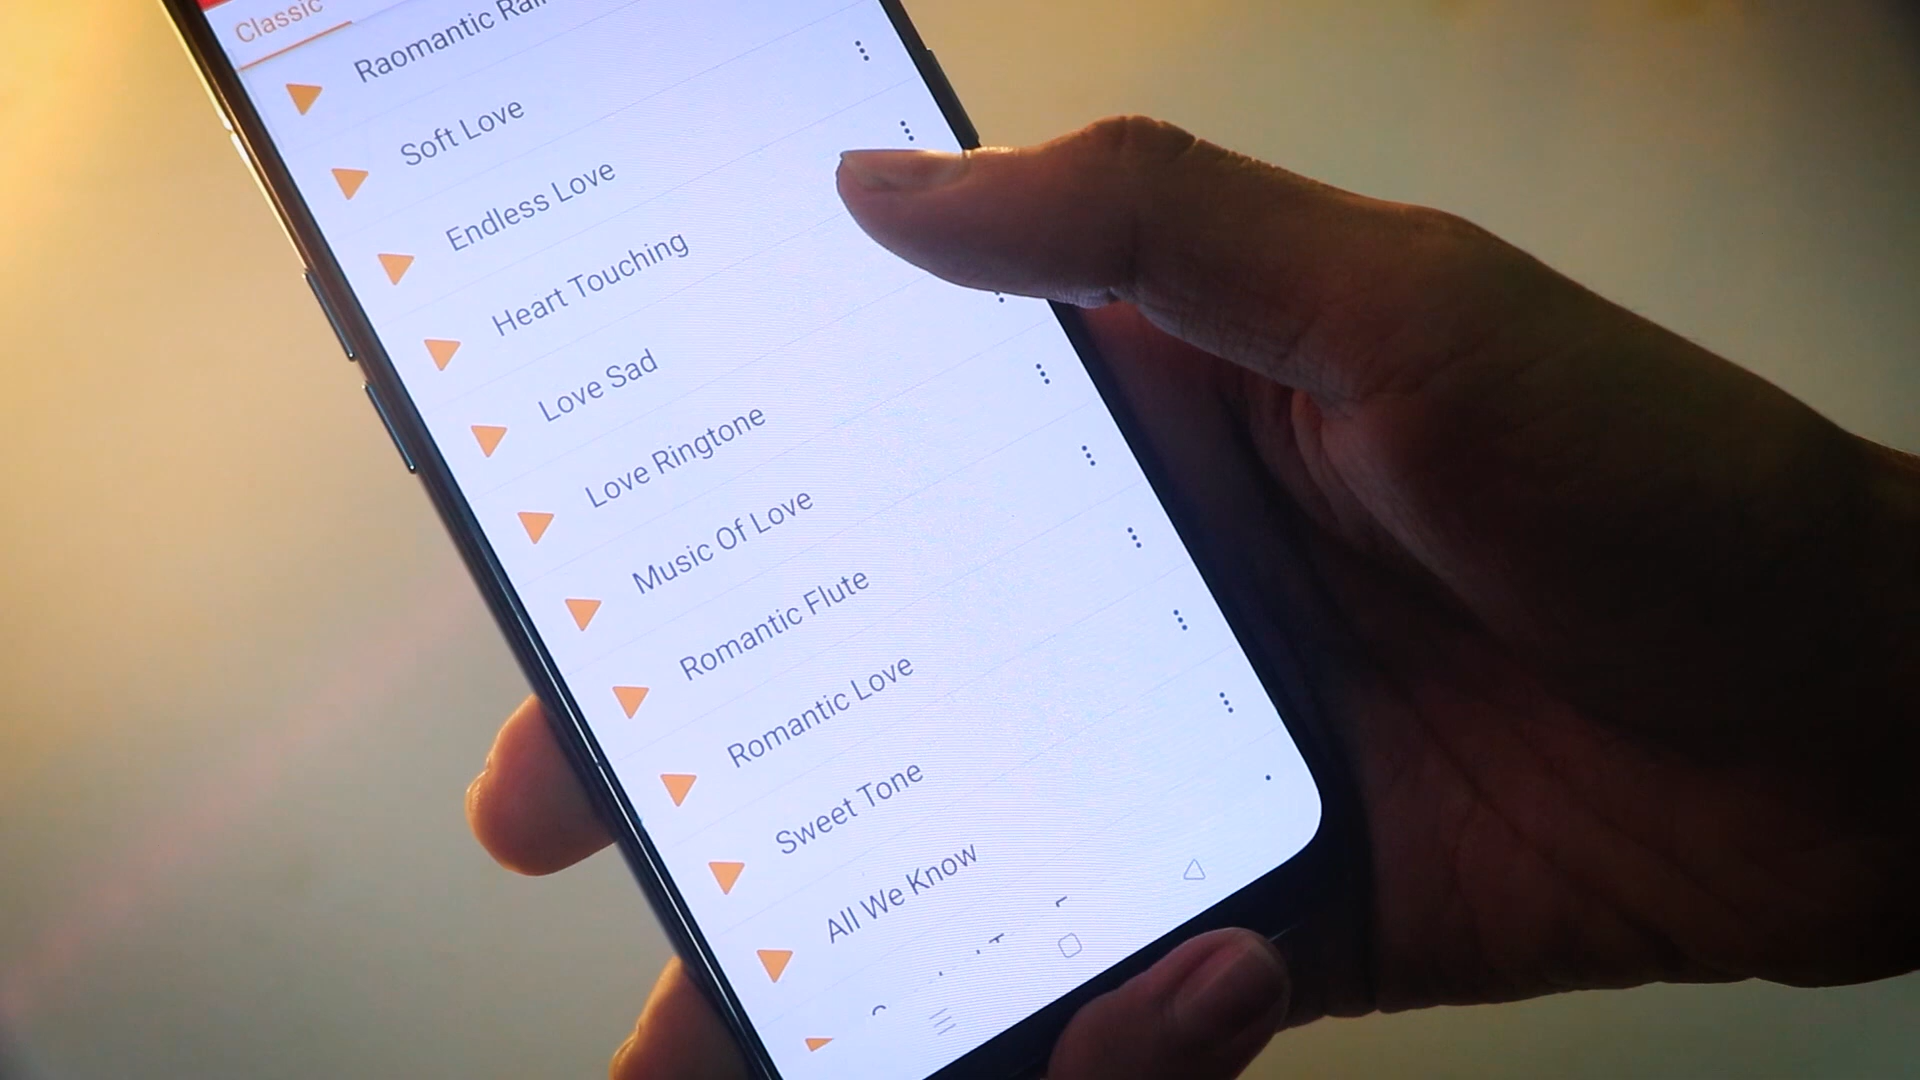 Classic
Raomantic
Soft Love
Endless Love
Heart Touching
Love Sad
Love Ringtone
Music Of Love
Romantic Flute
Romantic Love
Sweet Tone
All We Know